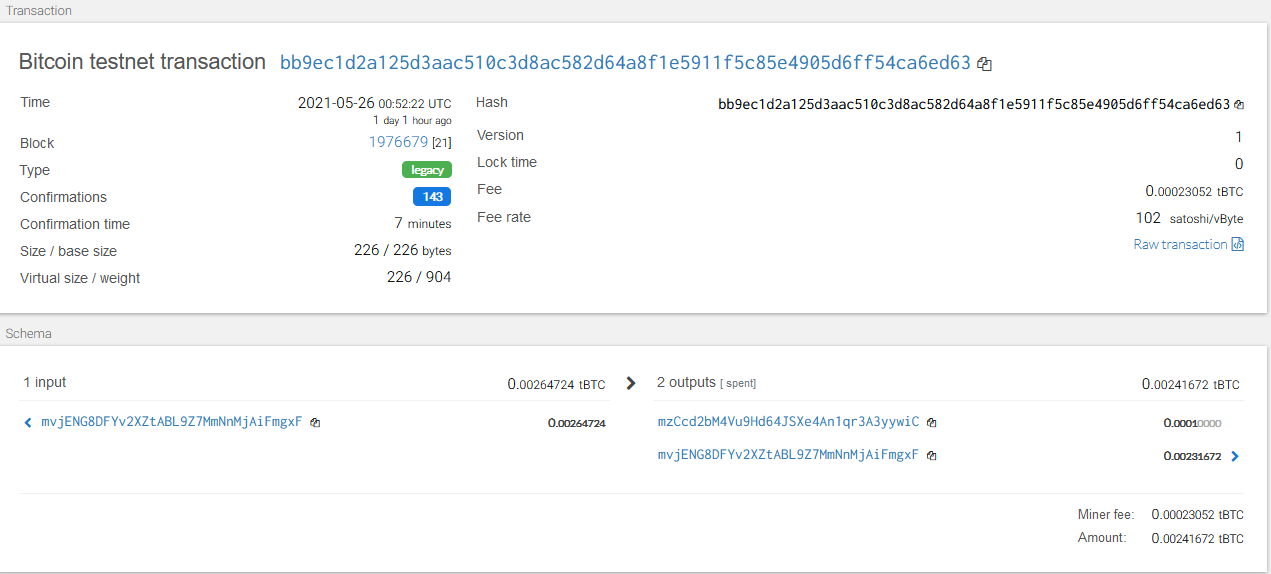 Transaction
Bitcoin testnet transaction bb9ec1d2a125d3aac510c3d8ac582d64a8f1e5911f5c85e4905d6ff54ca6ed63
Time 2021-05-26 00:52:22 UTC
1 day 1 hour ago
Block 1976679 [21]
Type legacy
Confirmations 143
Confirmation time 7 minutes
Size / base size 226 / 226 bytes
Virtual size / weight 226 / 904
Hash bb9ec1d2a125d3aac510c3d8ac582d64a8f1e5911f5c85e4905d6ff54ca6ed63
Version 1
Lock time 0
Fee 0.00023052 tBTC
Fee rate 102 satoshi/vByte
Raw transaction
Schema
1 input 0.00264724 tBTC
mvjENG8DFYv2XZtABL9Z7MmNnMjAiFmgxF 0.00264724
2 outputs [ spent] 0.00241672 tBTC
mzCcd2bM4Vu9Hd64JSXe4An1qr3A3yywiC 0.00010000
mvjENG8DFYv2XZtABL9Z7MmNnMjAiFmgxF 0.00231672
Miner fee: 0.00023052 tBTC
Amount: 0.00241672 tBTC